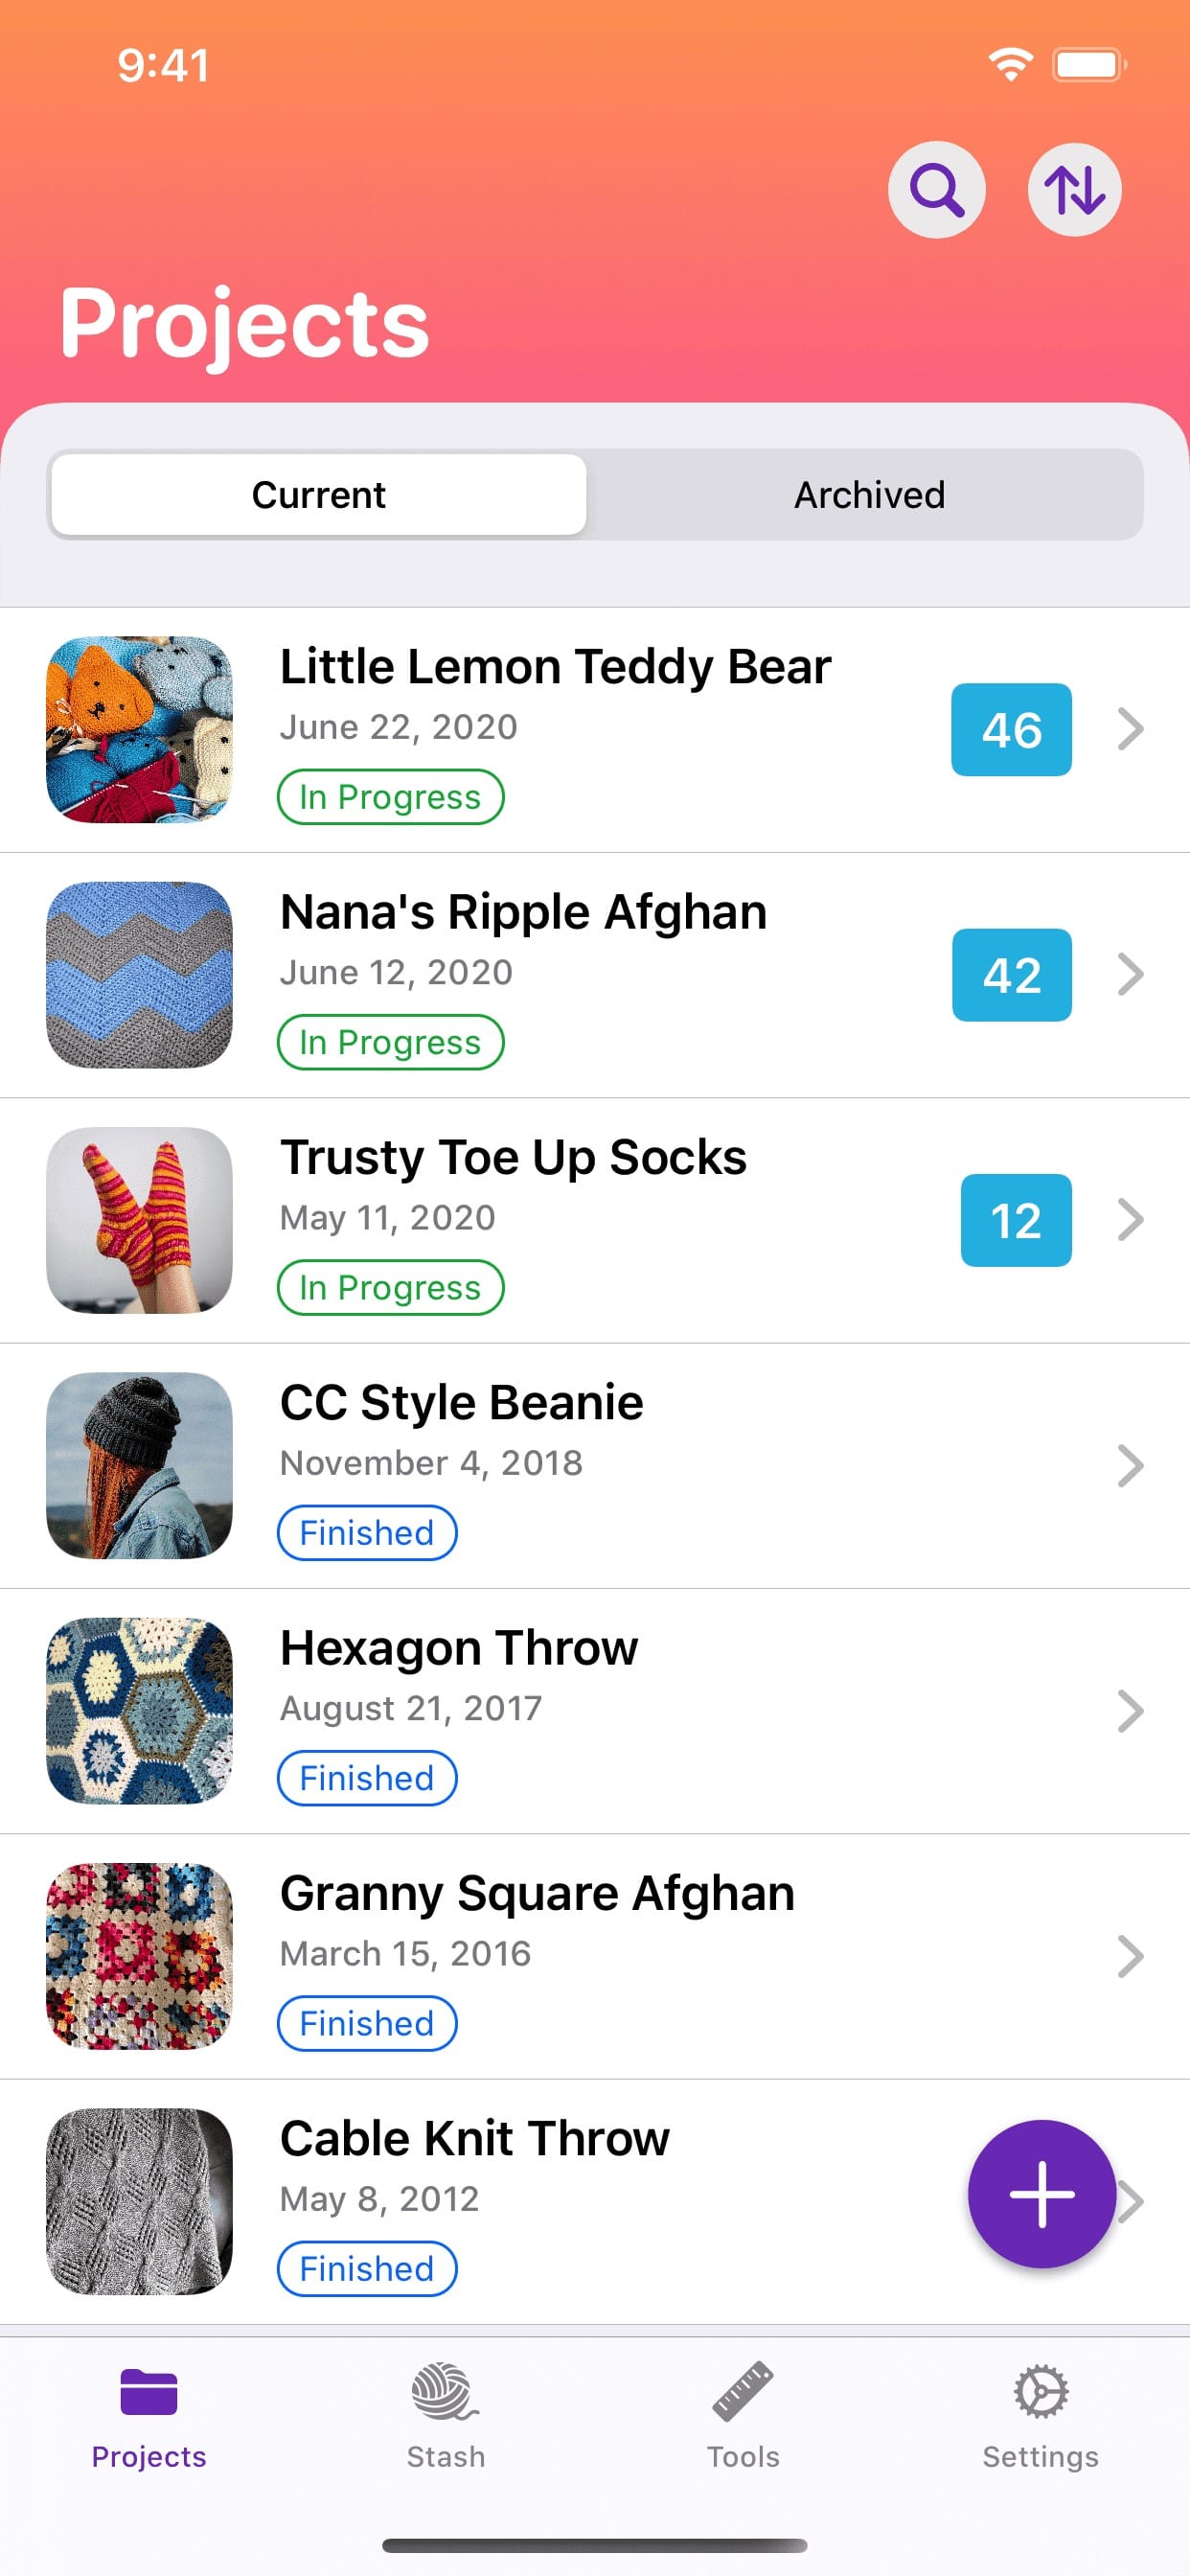 9:41
Projects
Current
Archived
Little Lemon Teddy Bear
June 22, 2020
In Progress
46
Nana's Ripple Afghan
June 12, 2020
In Progress
42
Trusty Toe Up Socks
May 11, 2020
In Progress
12
CC Style Beanie
November 4, 2018
Finished
Hexagon Throw
August 21, 2017
Finished
Granny Square Afghan
March 15, 2016
Finished
Cable Knit Throw
May 8, 2012
Finished
Projects
Stash
Tools
Settings